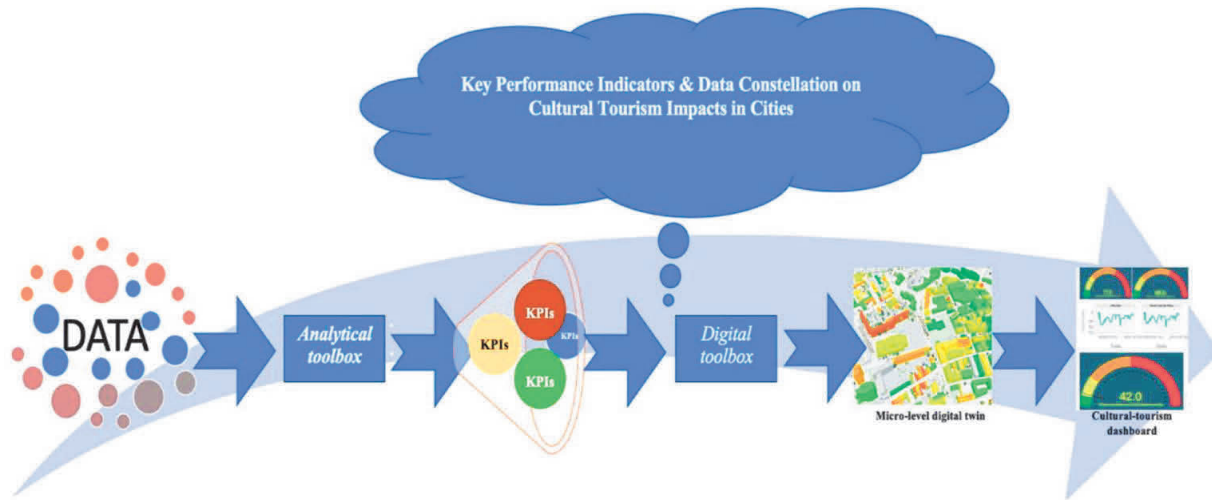 Key Performance Indicators & Data Constellation on
Cultural Tourism Impacts in Cities
DATA
Analytical
toolbox
KPIs
KPIs
KPIs
KPIs
Digital
toolbox
Micro-level digital twin
42.0
Cultural-tourism
dashboard